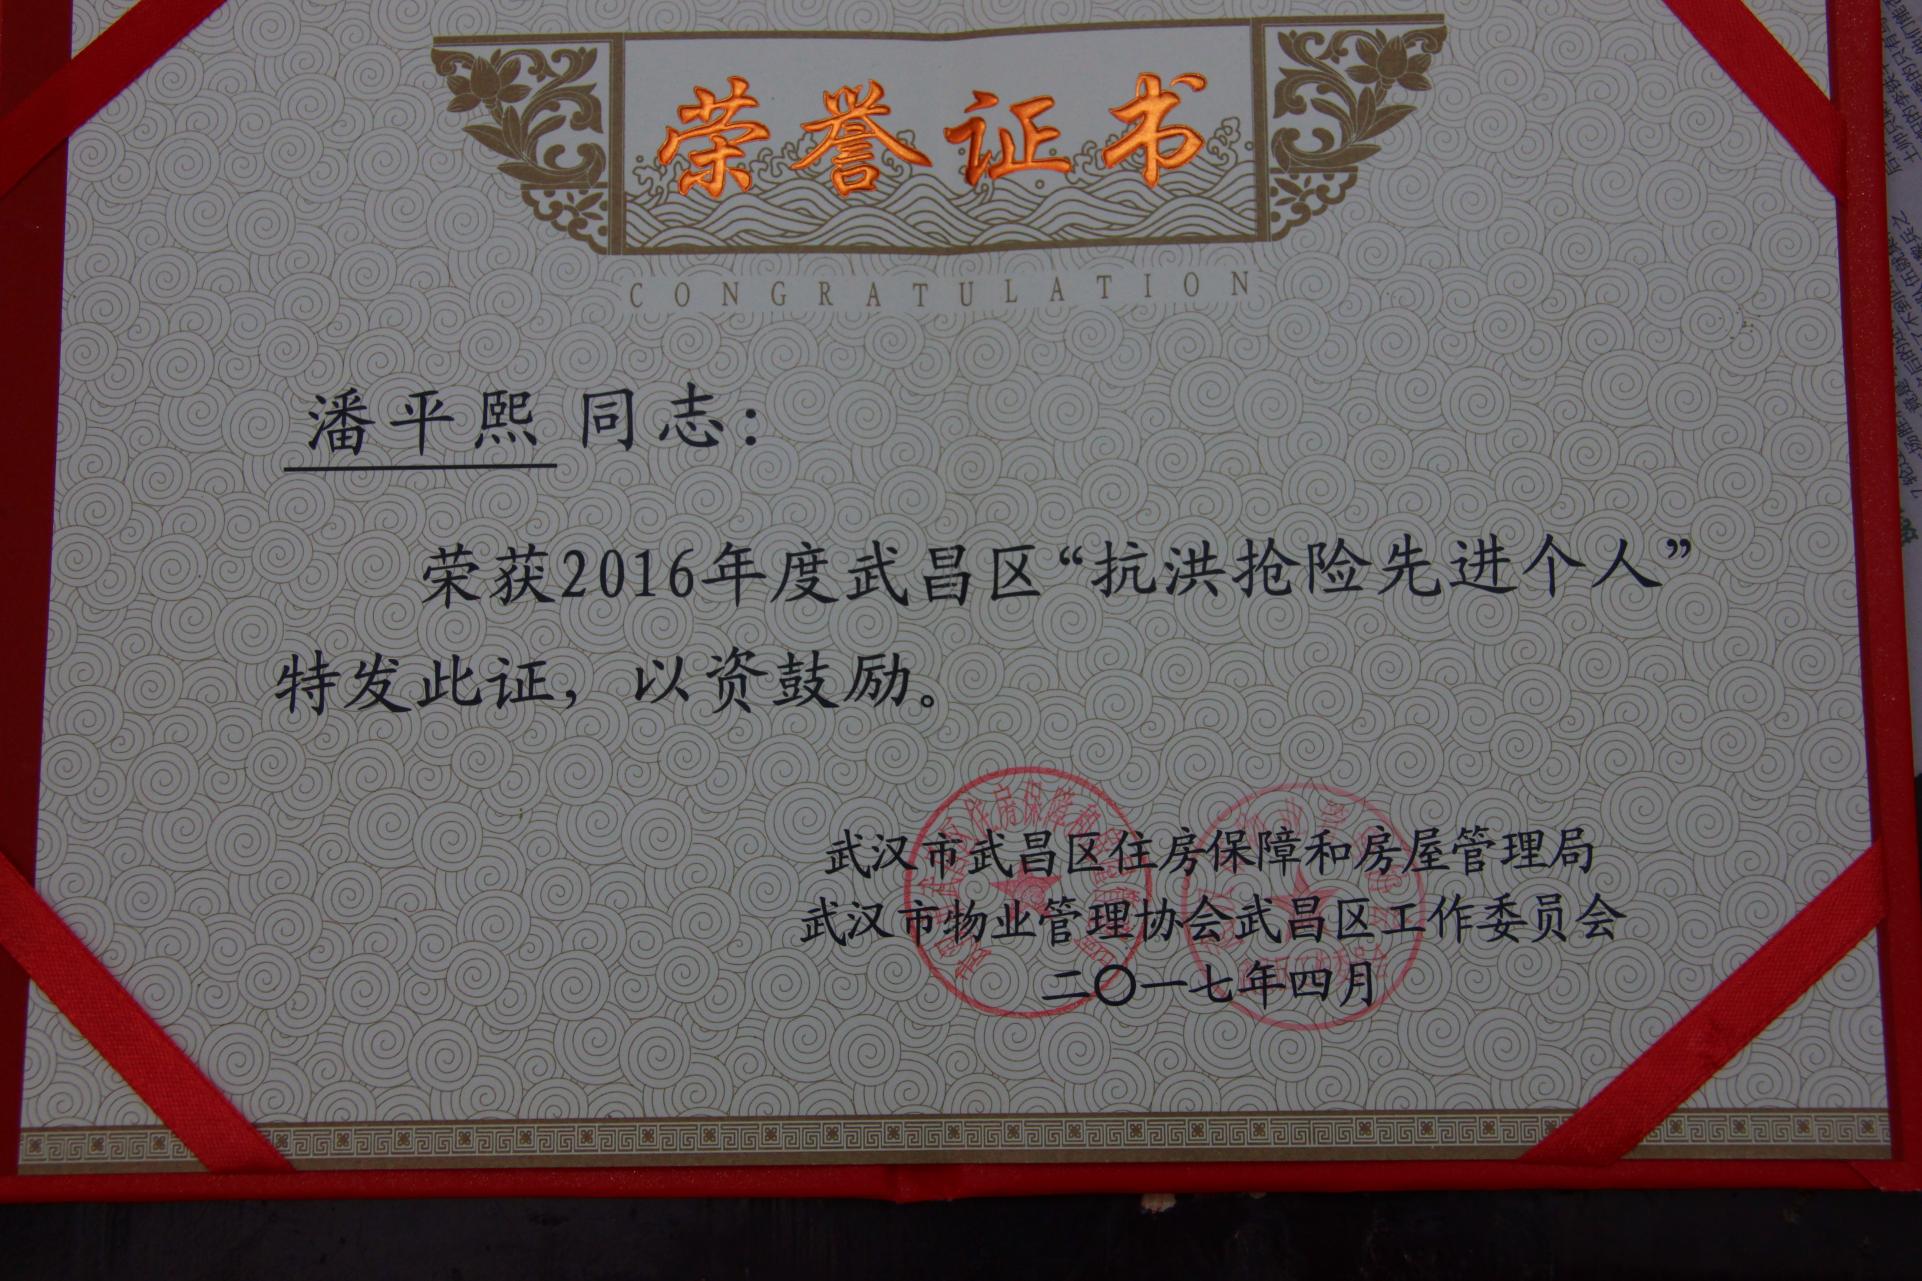 荣誉证书
CONGRATULATION
潘平熙 同志：
荣获2016年度武昌区“抗洪抢险先进个人”
特发此证，以资鼓励。
武汉市武昌区住房保障和房屋管理局
武汉市物业管理协会武昌区工作委员会
二〇一七年四月